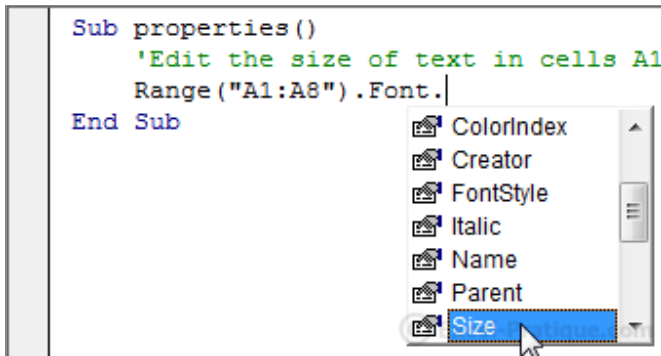 Sub properties()
'Edit the size of text in cells A1
Range("A1:A8").Font.
End Sub
ColorIndex
Creator
FontStyle
Italic
Name
Parent
Size